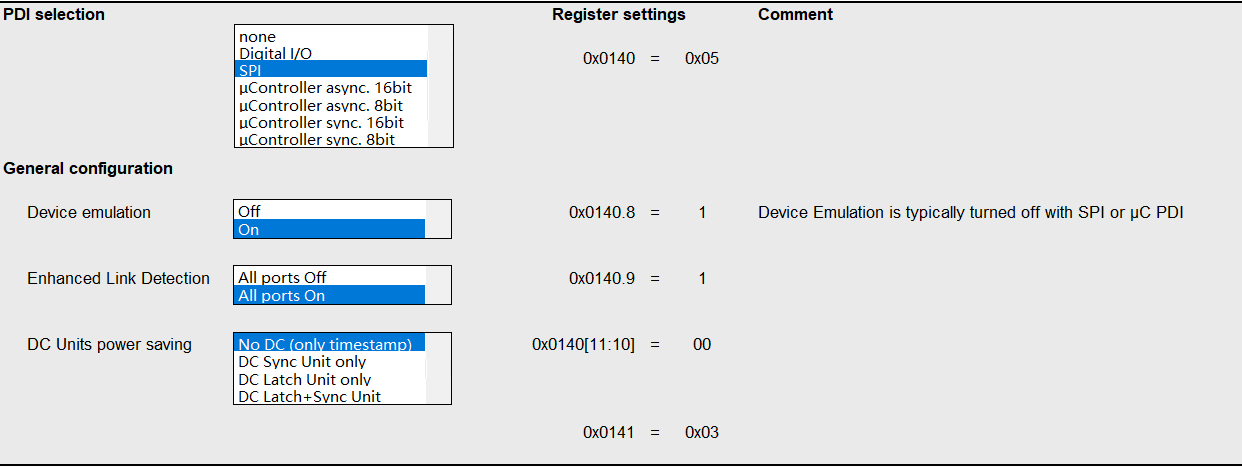 PDI selection Register settings Comment
none
Digital I/O
SPI
µController async. 16bit
µController async. 8bit
µController sync. 16bit
µController sync. 8bit
0x0140 = 0x05
General configuration
Device emulation
Off
On
0x0140.8 = 1 Device Emulation is typically turned off with SPI or µC PDI
Enhanced Link Detection
All ports Off
All ports On
0x0140.9 = 1
DC Units power saving
No DC (only timestamp)
DC Sync Unit only
DC Latch Unit only
DC Latch+Sync Unit
0x0140[11:10] = 00
0x0141 = 0x03